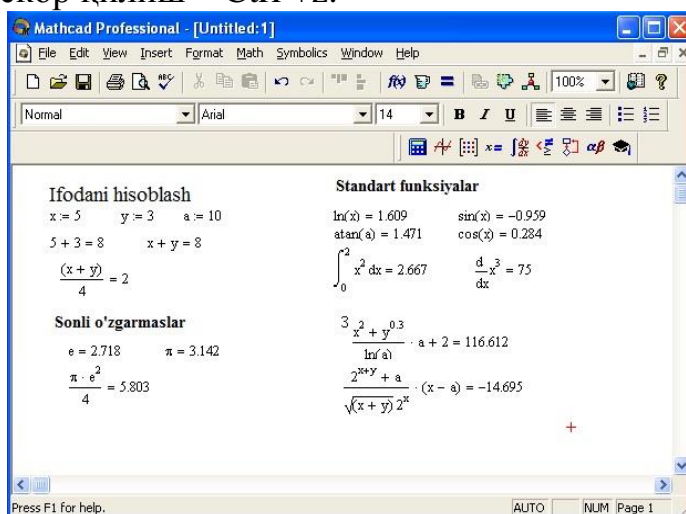 скор қилиш – Ctrl+z.
Mathcad Professional - [Untitled:1]
File Edit View Insert Format Math Symbolics Window Help
100%
Normal Arial 14 B I U
Ifodani hisoblash
x := 5 y := 3 a := 10
5 + 3 = 8 x + y = 8
(x + y)/4 = 2
Sonli o'zgarmaslar
e = 2.718 π = 3.142
π · e^2/4 = 5.803
Standart funksiyalar
ln(x) = 1.609 sin(x) = -0.959
atan(a) = 1.471 cos(x) = 0.284
∫_0^2 x^2 dx = 2.667 d/dx x^3 = 75
3 (x^2 + y^0.3)/ln(a) · a + 2 = 116.612
(2^(x+y) + a)/(√(x + y) 2^x) · (x − a) = −14.695
Press F1 for help. AUTO NUM Page 1